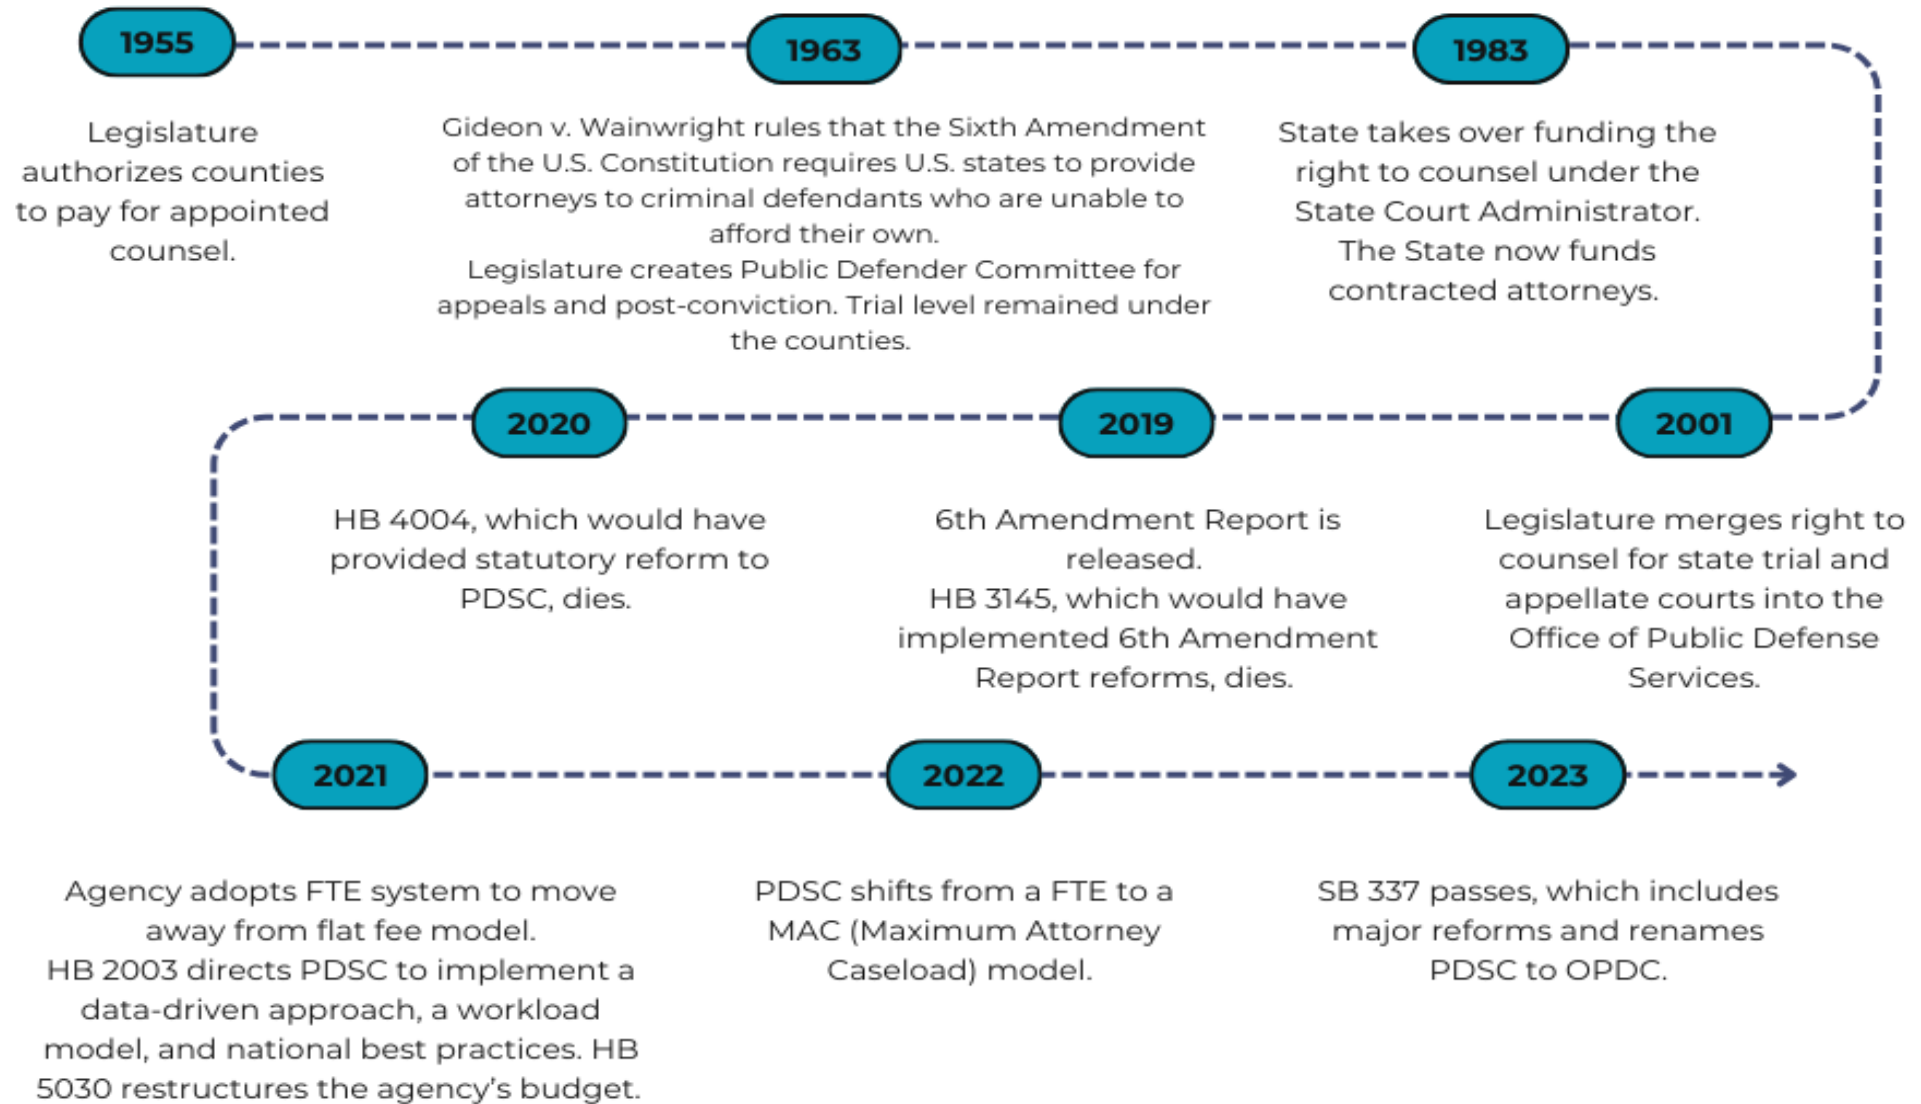 1955
Legislature
authorizes counties
to pay for appointed
counsel.
1963
Gideon v. Wainwright rules that the Sixth Amendment
of the U.S. Constitution requires U.S. states to provide
attorneys to criminal defendants who are unable to
afford their own.
Legislature creates Public Defender Committee for
appeals and post-conviction. Trial level remained under
the counties.
1983
State takes over funding the
right to counsel under the
State Court Administrator.
The State now funds
contracted attorneys.
2001
Legislature merges right to
counsel for state trial and
appellate courts into the
Office of Public Defense
Services.
2019
6th Amendment Report is
released.
HB 3145, which would have
implemented 6th Amendment
Report reforms, dies.
2020
HB 4004, which would have
provided statutory reform to
PDSC, dies.
2021
Agency adopts FTE system to move
away from flat fee model.
HB 2003 directs PDSC to implement a
data-driven approach, a workload
model, and national best practices. HB
5030 restructures the agency's budget.
2022
PDSC shifts from a FTE to a
MAC (Maximum Attorney
Caseload) model.
2023
SB 337 passes, which includes
major reforms and renames
PDSC to OPDC.